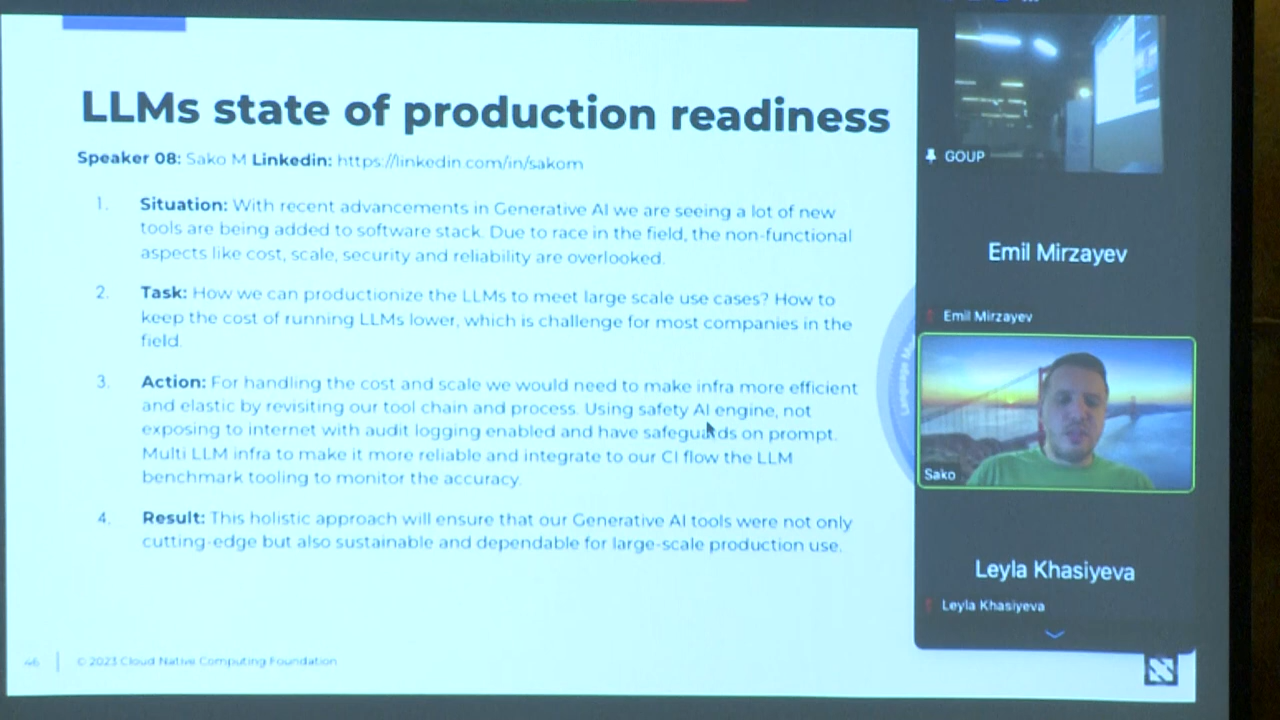 LLMs state of production readiness
Speaker 08: Sako M Linkedin: https://linkedin.com/in/sakom
1. Situation: With recent advancements in Generative AI we are seeing a lot of new
tools are being added to software stack. Due to race in the field, the non-functional
aspects like cost, scale, security and reliability are overlooked.
2. Task: How we can productionize the LLMs to meet large scale use cases? How to
keep the cost of running LLMs lower, which is challenge for most companies in the
field.
3. Action: For handling the cost and scale we would need to make infra more efficient
and elastic by revisiting our tool chain and process. Using safety AI engine, not
exposing to internet with audit logging enabled and have safeguards on prompt.
Multi LLM infra to make it more reliable and integrate to our CI flow the LLM
benchmark tooling to monitor the accuracy.
4. Result: This holistic approach will ensure that our Generative AI tools were not only
cutting-edge but also sustainable and dependable for large-scale production use.
46
© 2023 Cloud Native Computing Foundation
Language
GOUP
Emil Mirzayev
Emil Mirzayev
Sako
Leyla Khasiyeva
Leyla Khasiyeva